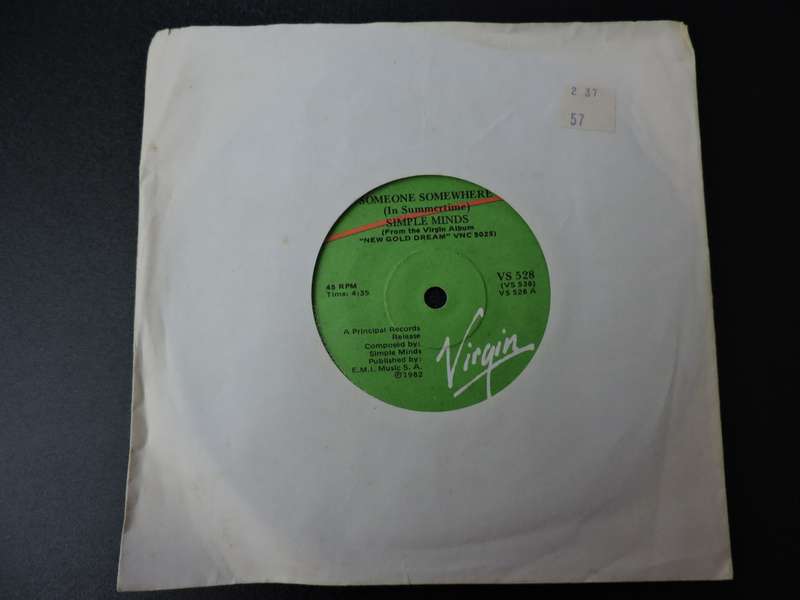 2 37
57
SOMEONE SOMEWHERE
(In Summertime)
SIMPLE MINDS
(From the Virgin Album
"NEW GOLD DREAM" VNC 5025)
45 RPM
Time: 4:35
VS 528
(VS 538)
VS 528 A
A Principal Records
Release
Composed by:
Simple Minds
Published by:
E.M.I. Music S. A.
℗1982
Virgin